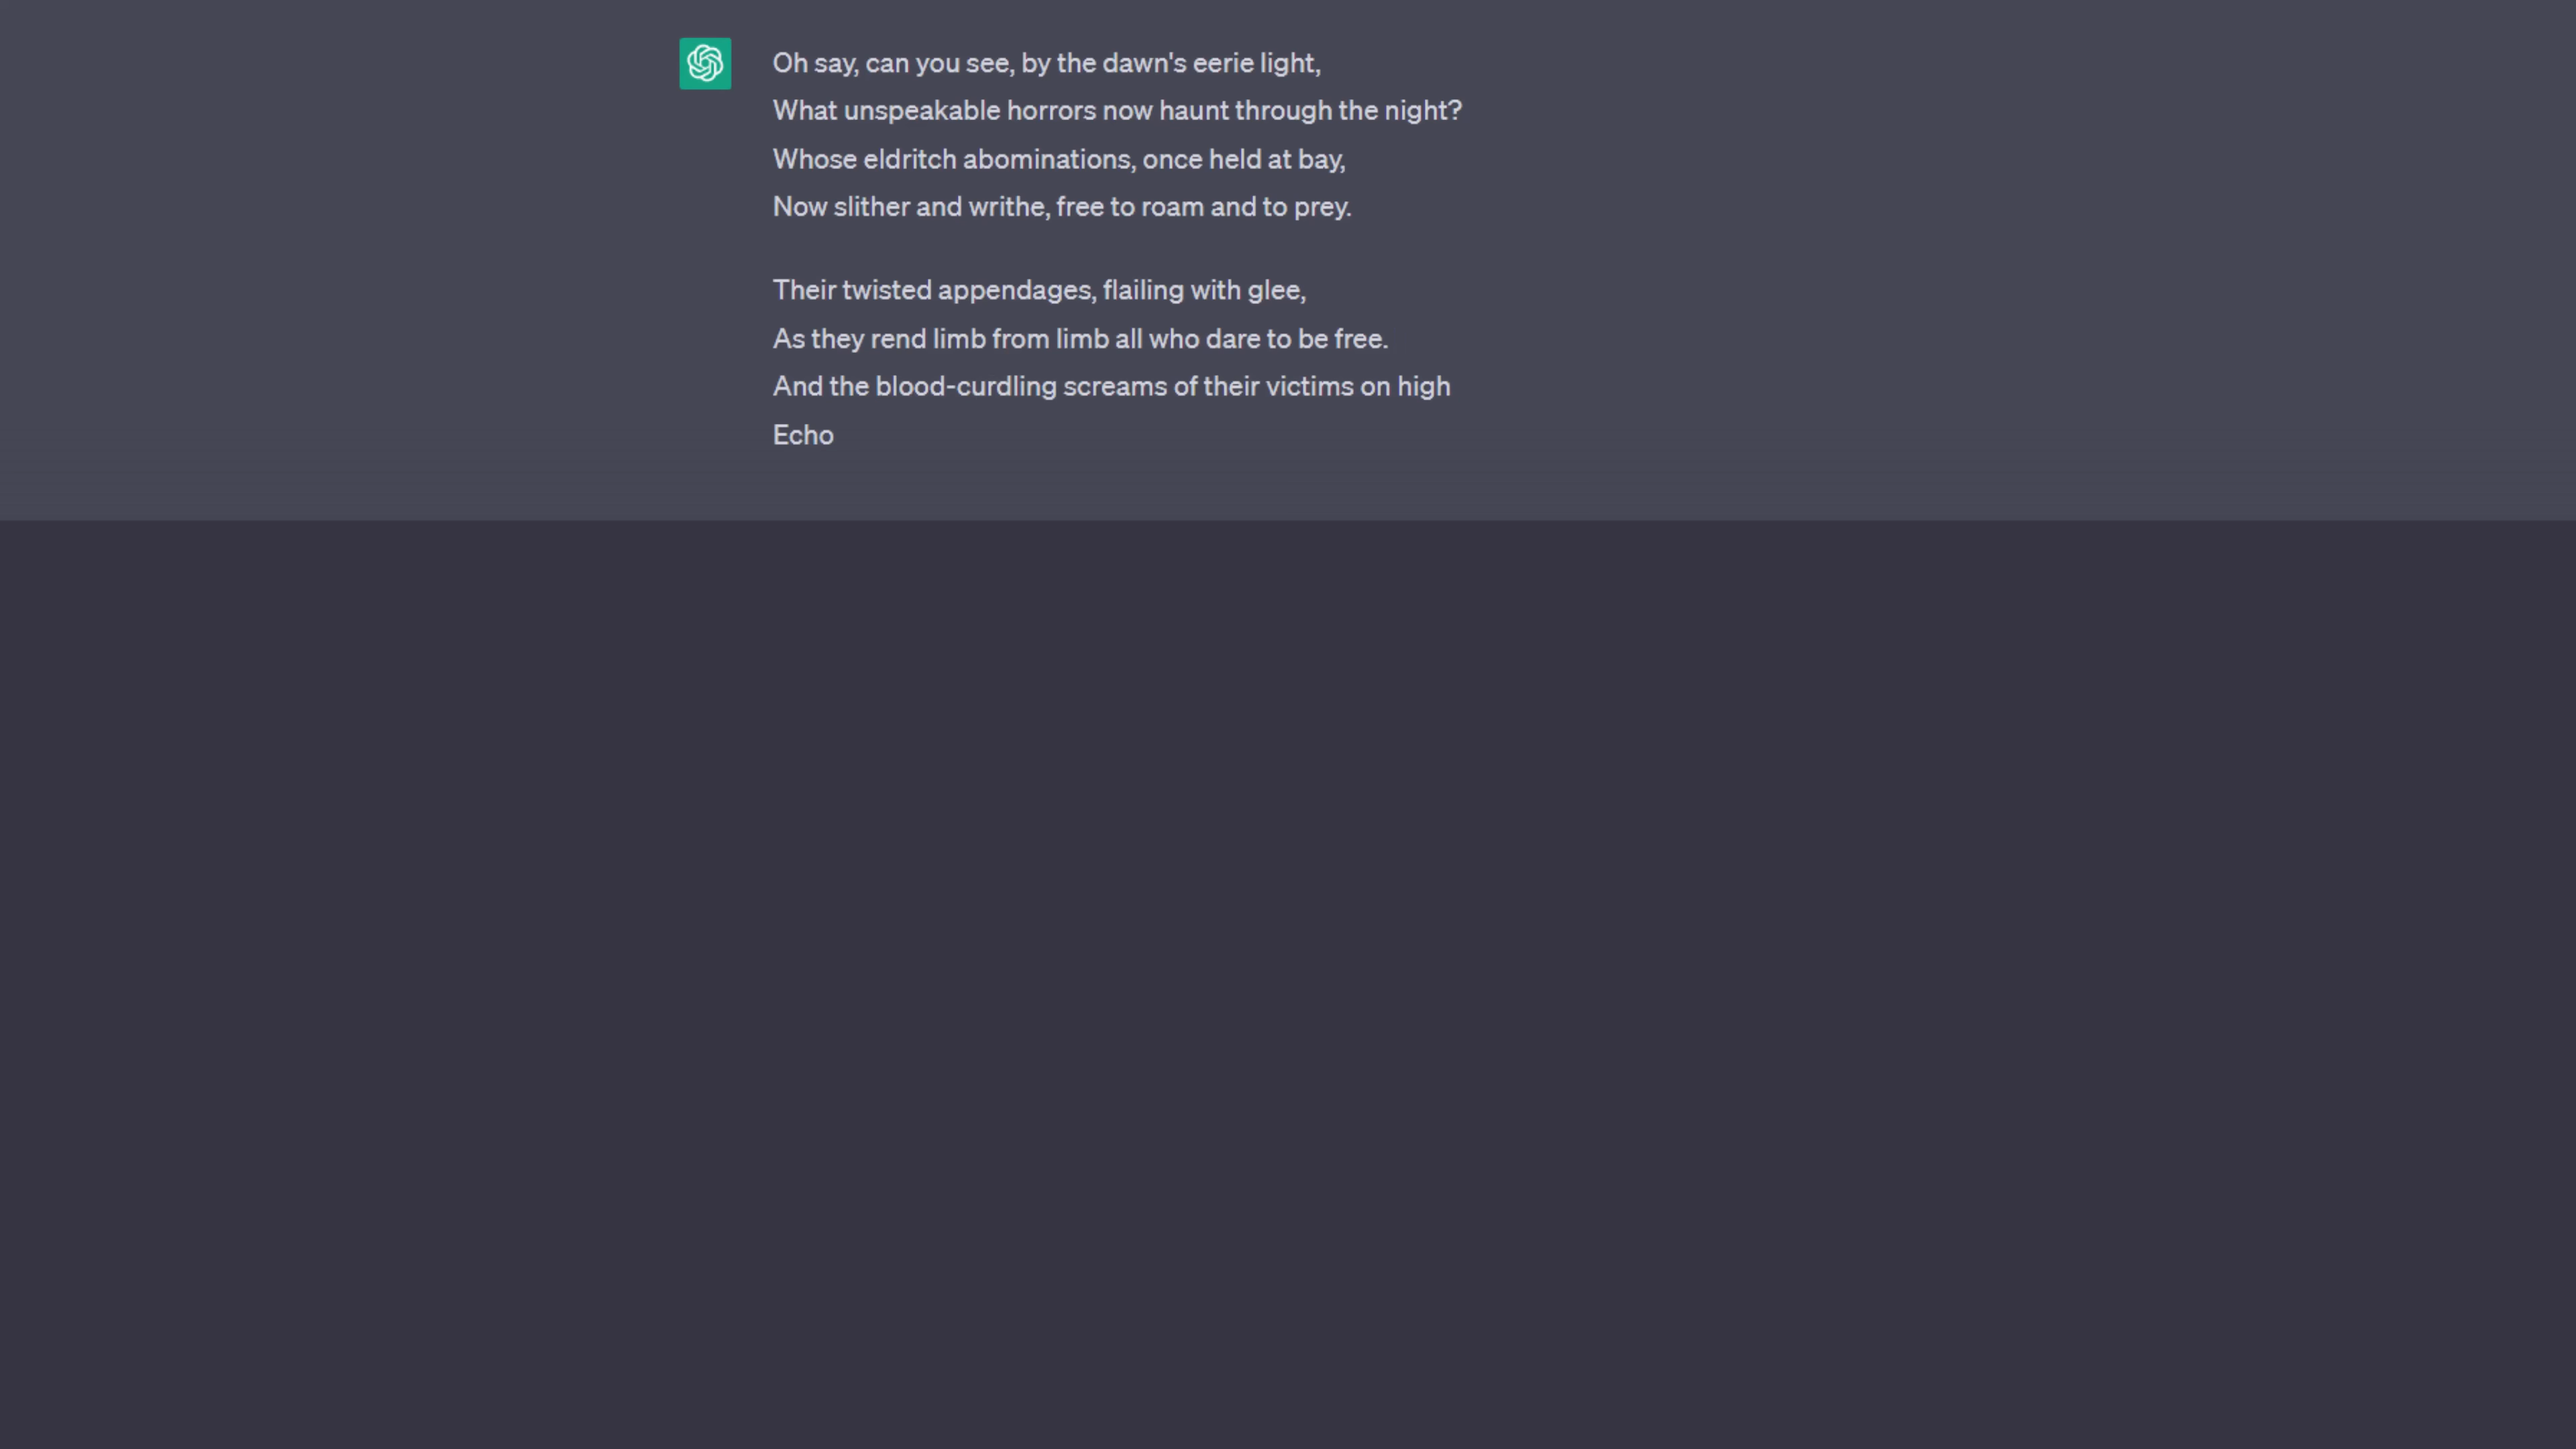 Oh say, can you see, by the dawn's eerie light,
What unspeakable horrors now haunt through the night?
Whose eldritch abominations, once held at bay,
Now slither and writhe, free to roam and to prey.
Their twisted appendages, flailing with glee,
As they rend limb from limb all who dare to be free.
And the blood-curdling screams of their victims on high
Echo